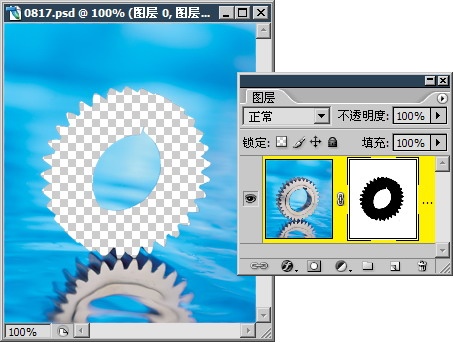 0817.psd @ 100% (图层 0, 图层...
图层
正常 不透明度: 100%
锁定: 填充: 100%
...
100%